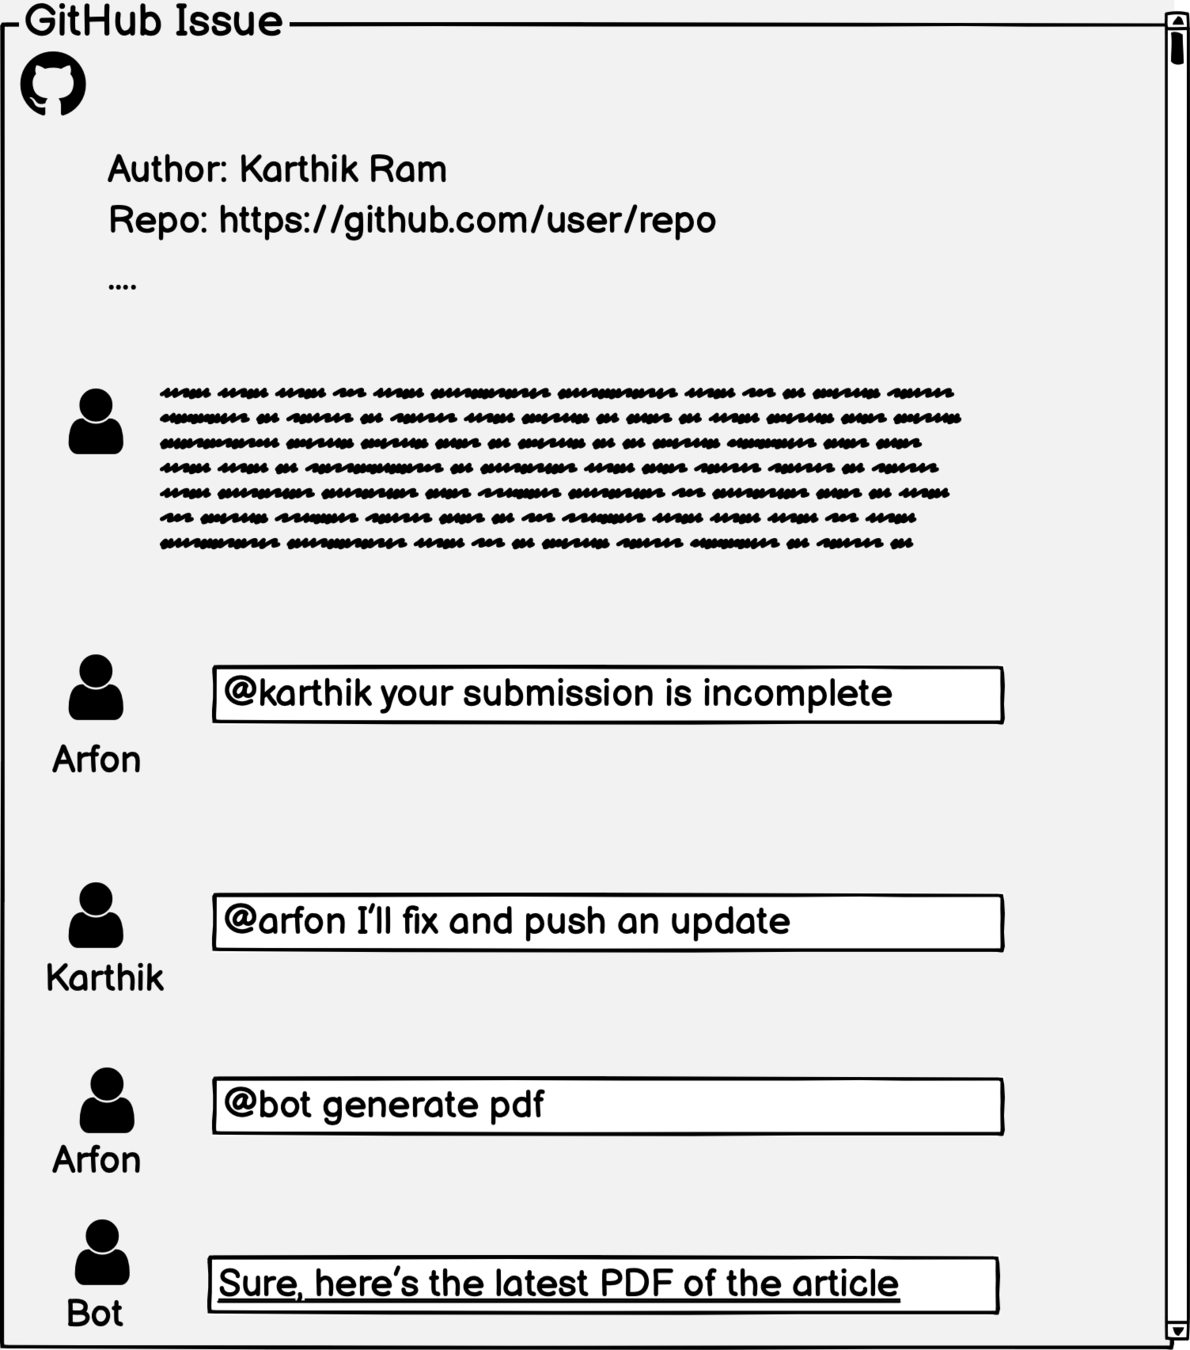 GitHub Issue
Author: Karthik Ram
Repo: https://github.com/user/repo
....
@karthik your submission is incomplete
Arfon
@arfon I'll fix and push an update
Karthik
@bot generate pdf
Arfon
Sure, here's the latest PDF of the article
Bot